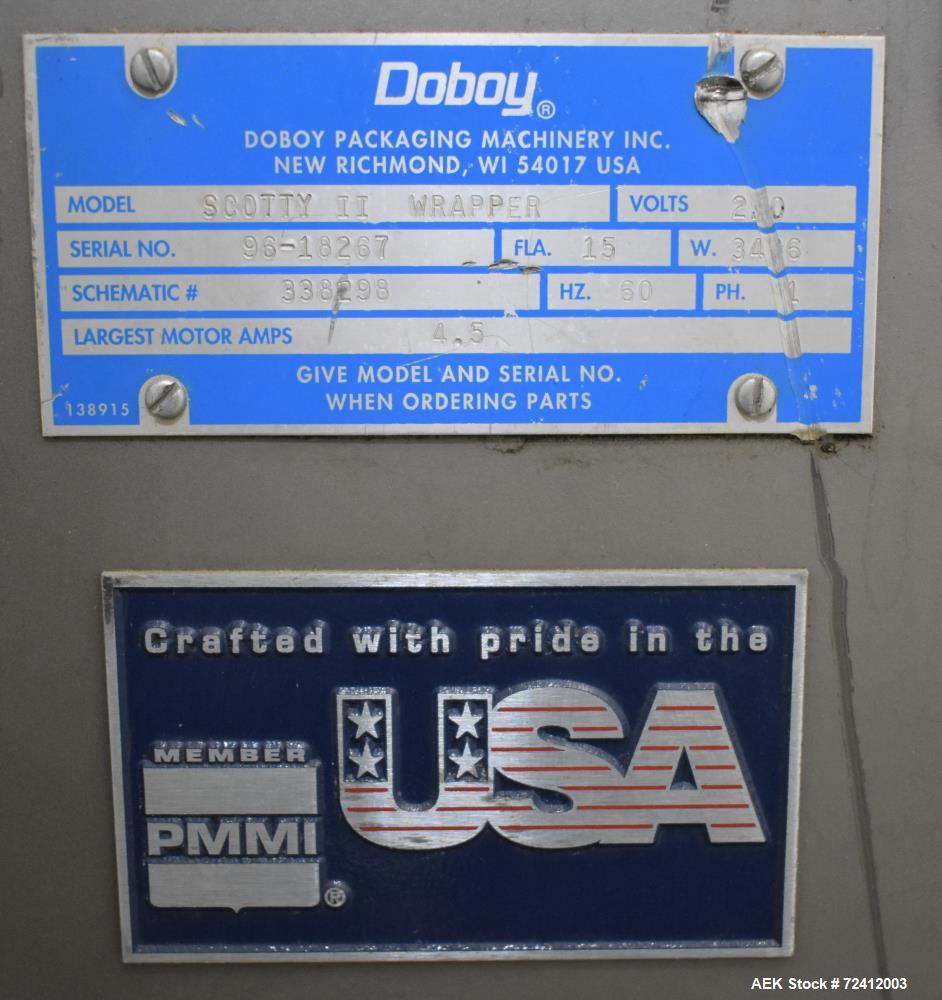 Doboy®
DOBOY PACKAGING MACHINERY INC.
NEW RICHMOND, WI 54017 USA
MODEL SCOTTY II WRAPPER VOLTS
SERIAL NO. 96-18267 FLA. 15 W.
SCHEMATIC # 338298 HZ. 60 PH. 1
LARGEST MOTOR AMPS 4.5
GIVE MODEL AND SERIAL NO.
WHEN ORDERING PARTS
138915
Crafted with pride in the
USA
MEMBER
PMMI
®
AEK Stock # 72412003